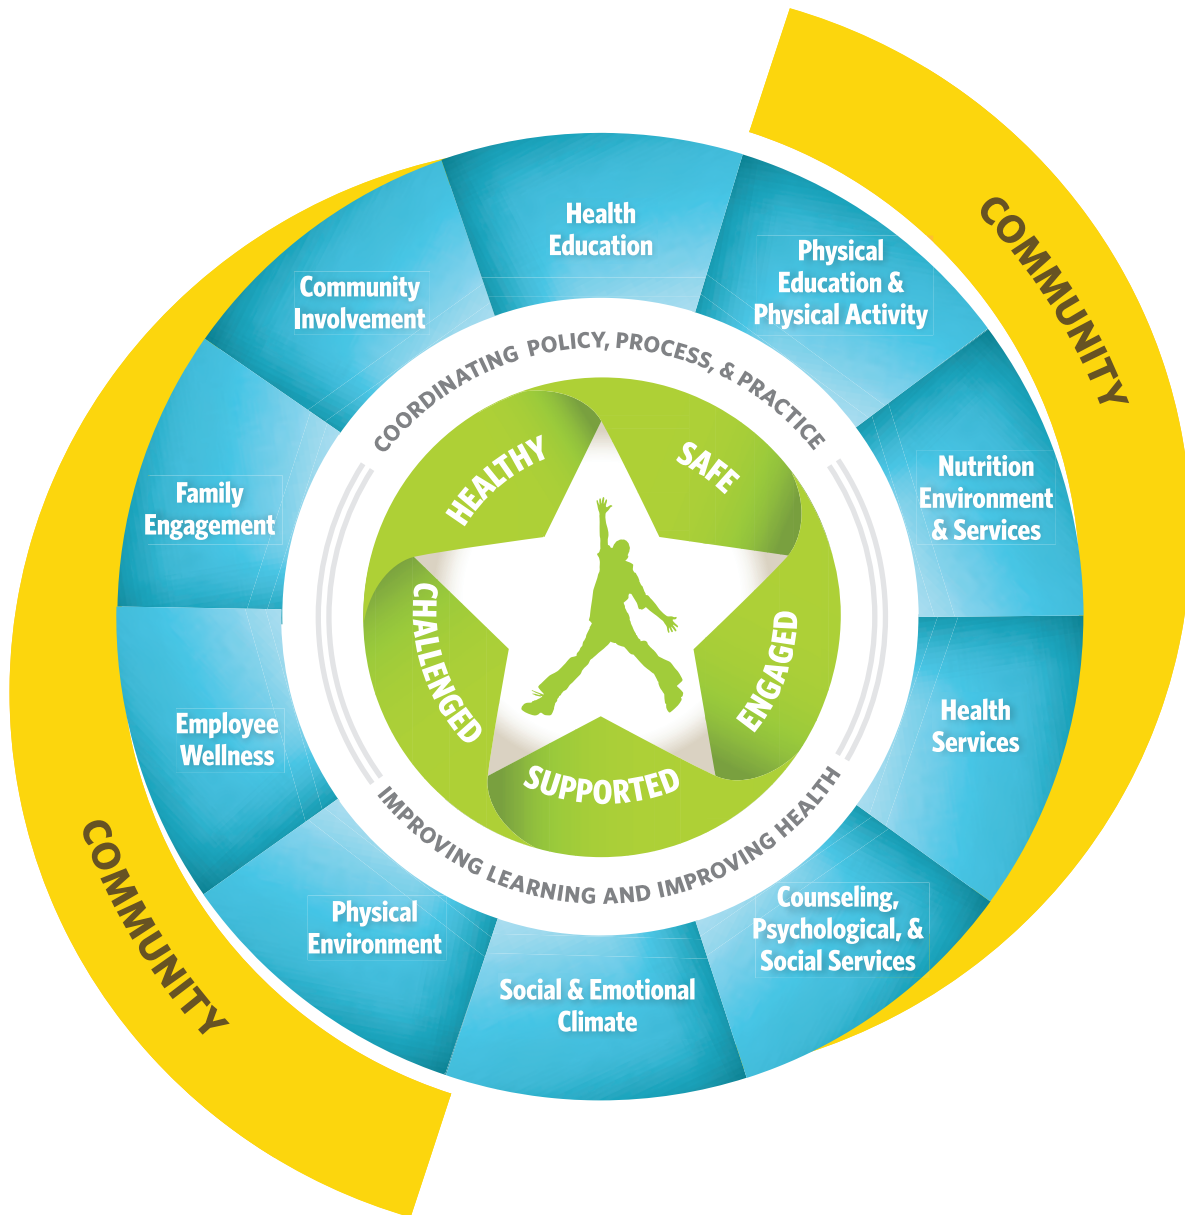 COMMUNITY
Health
Education
Physical
Education &
Physical Activity
Nutrition
Environment
& Services
Health
Services
Counseling,
Psychological, &
Social Services
Social & Emotional
Climate
Physical
Environment
Employee
Wellness
Family
Engagement
Community
Involvement
COORDINATING POLICY, PROCESS, & PRACTICE
IMPROVING LEARNING AND IMPROVING HEALTH
HEALTHY
SAFE
ENGAGED
SUPPORTED
CHALLENGED
COMMUNITY